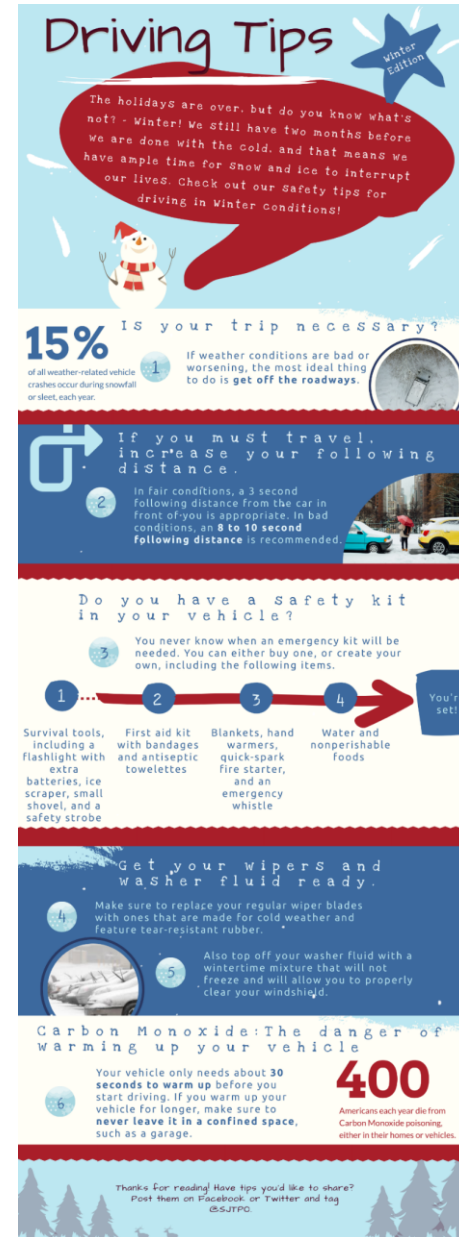 Driving Tips
Winter
Edition
The holidays are over, but do you know what's
not? - Winter! We still have two months before
we are done with the cold, and that means we
have ample time for snow and ice to interrupt
our lives. Check out our safety tips for
driving in Winter conditions!
15%
of all weather-related vehicle
crashes occur during snowfall
or sleet, each year.
Is your trip necessary?
1
If weather conditions are bad or
worsening, the most ideal thing
to do is get off the roadways.
If you must travel,
increase your following
distance.
2
In fair conditions, a 3 second
following distance from the car in
front of you is appropriate. In bad
conditions, an 8 to 10 second
following distance is recommended.
Do you have a safety kit
in your vehicle?
3
You never know when an emergency kit will be
needed. You can either buy one, or create your
own, including the following items.
1
2
3
4
You'r
set!
Survival tools,
including a
flashlight with
extra
batteries, ice
scraper, small
shovel, and a
safety strobe
First aid kit
with bandages
and antiseptic
towelettes
Blankets, hand
warmers,
quick-spark
fire starter,
and an
emergency
whistle
Water and
nonperishable
foods
Get your wipers and
washer fluid ready.
4
Make sure to replace your regular wiper blades
with ones that are made for cold weather and
feature tear-resistant rubber.
5
Also top off your washer fluid with a
wintertime mixture that will not
freeze and will allow you to properly
clear your windshield.
Carbon Monoxide:The danger of
warming up your vehicle
6
Your vehicle only needs about 30
seconds to warm up before you
start driving. If you warm up your
vehicle for longer, make sure to
never leave it in a confined space,
such as a garage.
400
Americans each year die from
Carbon Monoxide poisoning,
either in their homes or vehicles.
Thanks for reading! Have tips you'd like to share?
Post them on Facebook or Twitter and tag
@SJTPO.